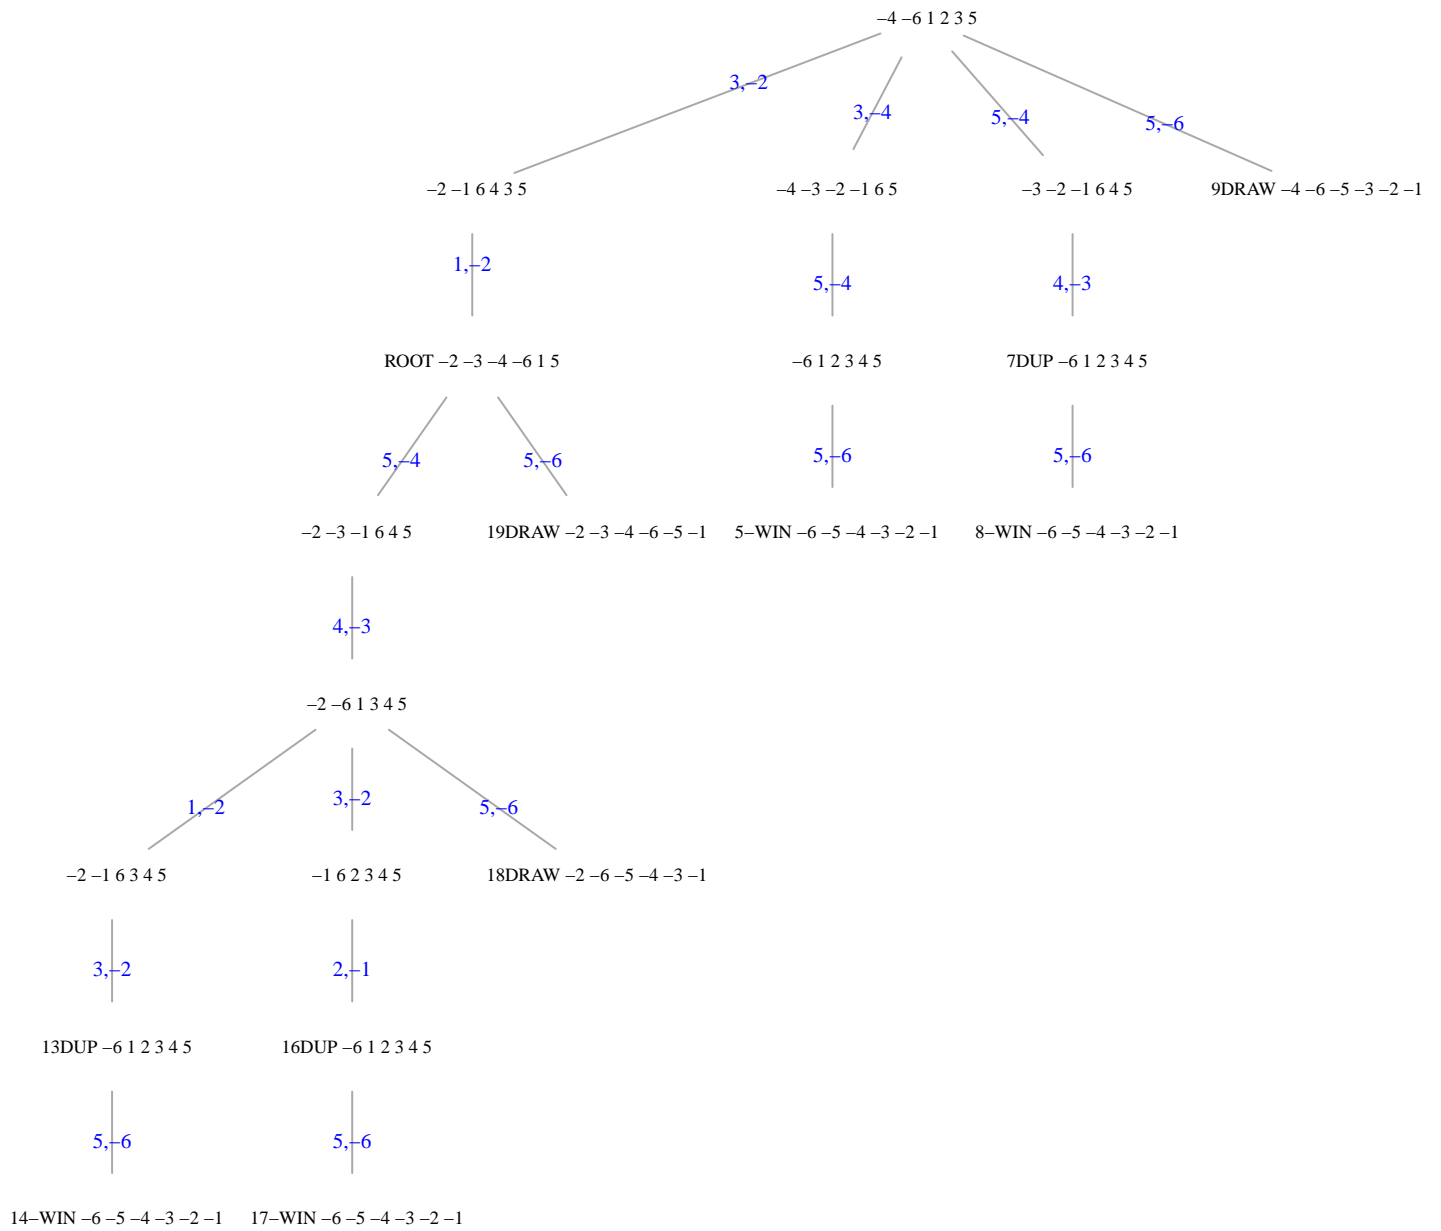 –4 –6 1 2 3 5
3,–2
3,–4
5,–4
5,–6
–2 –1 6 4 3 5
–4 –3 –2 –1 6 5
–3 –2 –1 6 4 5
9DRAW –4 –6 –5 –3 –2 –1
1,–2
5,–4
4,–3
ROOT –2 –3 –4 –6 1 5
–6 1 2 3 4 5
7DUP –6 1 2 3 4 5
5,–4
5,–6
5,–6
5,–6
–2 –3 –1 6 4 5
19DRAW –2 –3 –4 –6 –5 –1
5–WIN –6 –5 –4 –3 –2 –1
8–WIN –6 –5 –4 –3 –2 –1
4,–3
–2 –6 1 3 4 5
1,–2
3,–2
5,–6
–2 –1 6 3 4 5
–1 6 2 3 4 5
18DRAW –2 –6 –5 –4 –3 –1
3,–2
2,–1
13DUP –6 1 2 3 4 5
16DUP –6 1 2 3 4 5
5,–6
5,–6
14–WIN –6 –5 –4 –3 –2 –1
17–WIN –6 –5 –4 –3 –2 –1